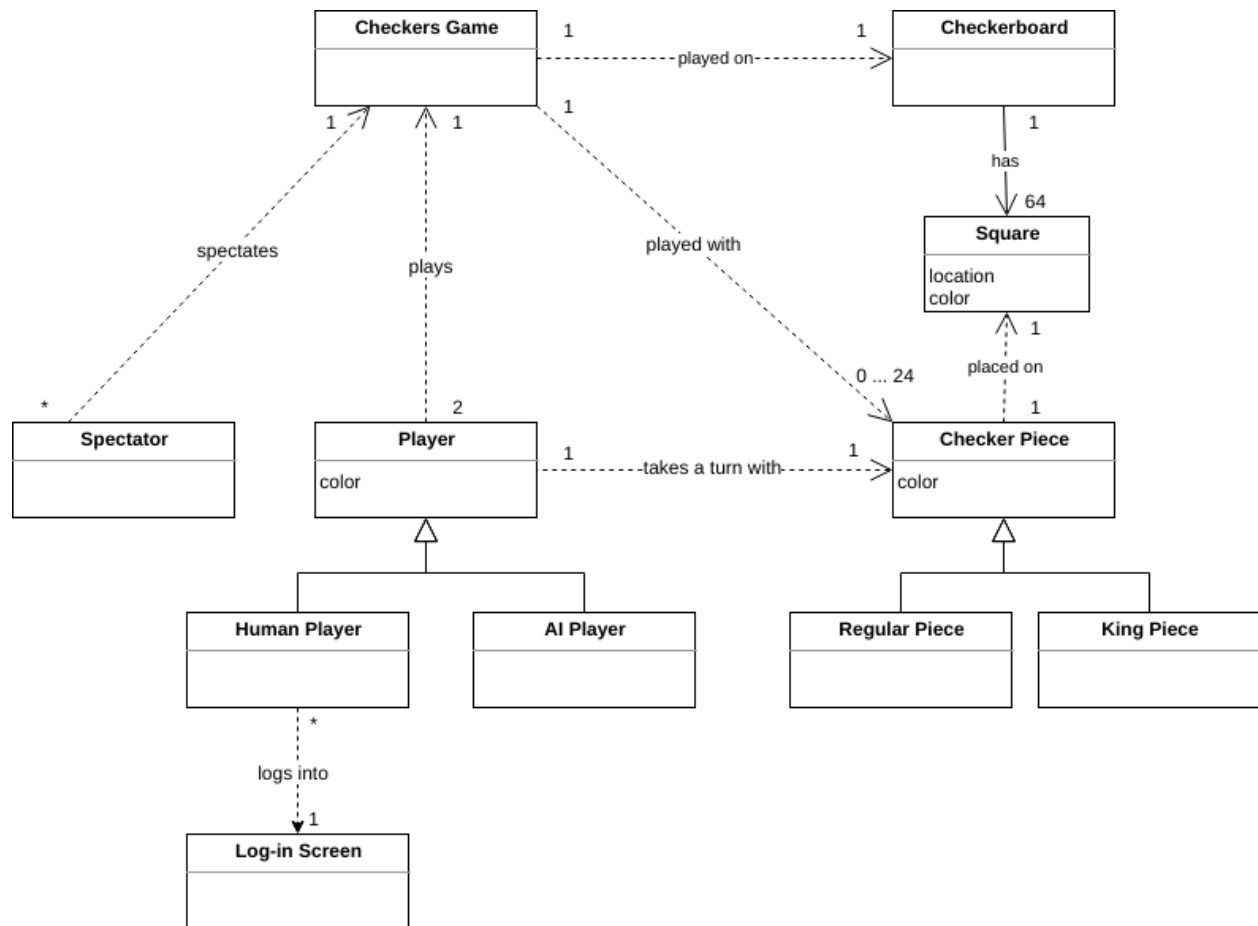 Checkers Game
1
played on
1
Checkerboard
1
1
1
1
has
64
spectates
plays
played with
Square
location
color
1
placed on
0 ... 24
*
2
1
Spectator
Player
color
1
takes a turn with
1
Checker Piece
color
Human Player
AI Player
Regular Piece
King Piece
*
logs into
1
Log-in Screen